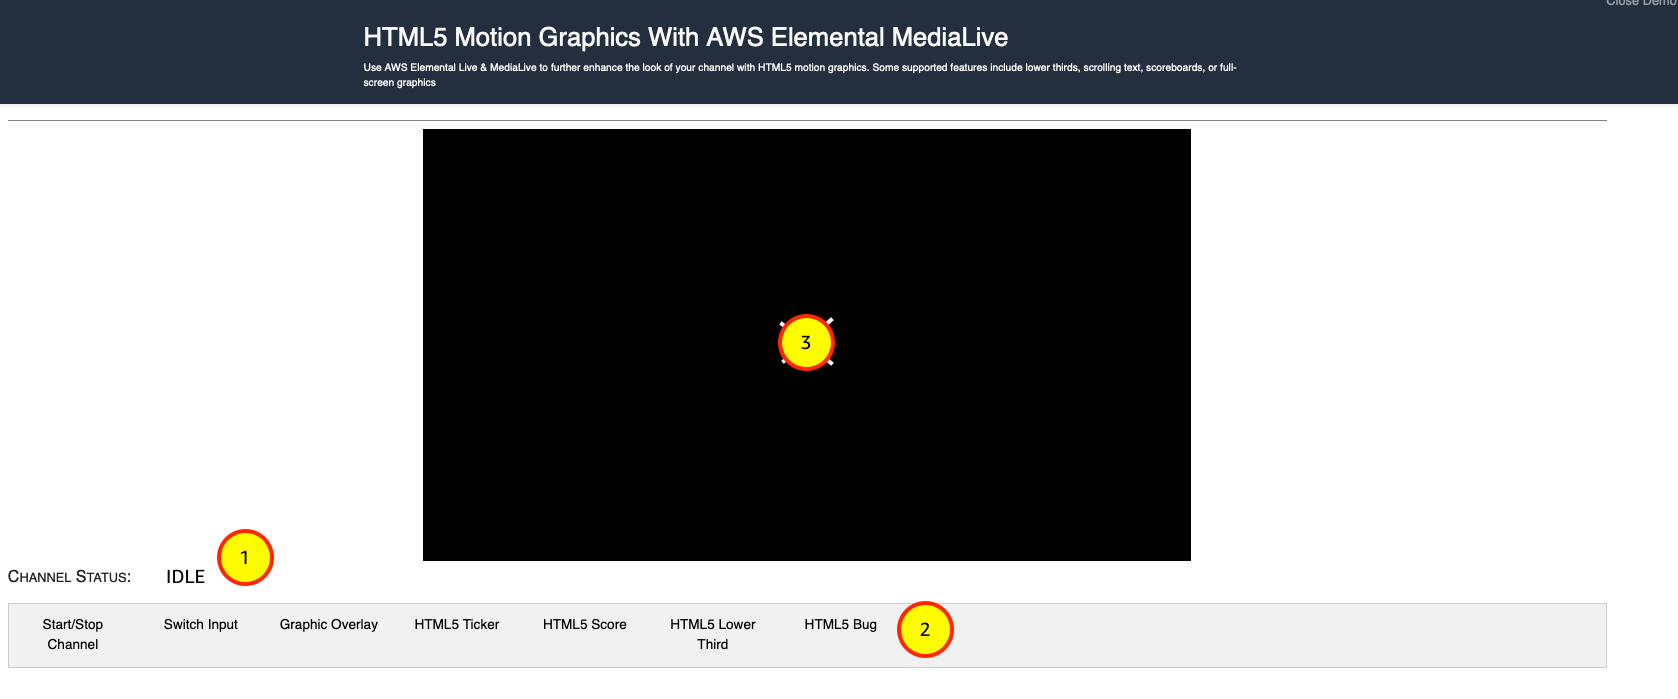 Close Demo
HTML5 Motion Graphics With AWS Elemental MediaLive
Use AWS Elemental Live & MediaLive to further enhance the look of your channel with HTML5 motion graphics. Some supported features include lower thirds, scrolling text, scoreboards, or full-
screen graphics
3
1
Channel Status: IDLE
Start/Stop Channel
Switch Input
Graphic Overlay
HTML5 Ticker
HTML5 Score
HTML5 Lower Third
HTML5 Bug
2